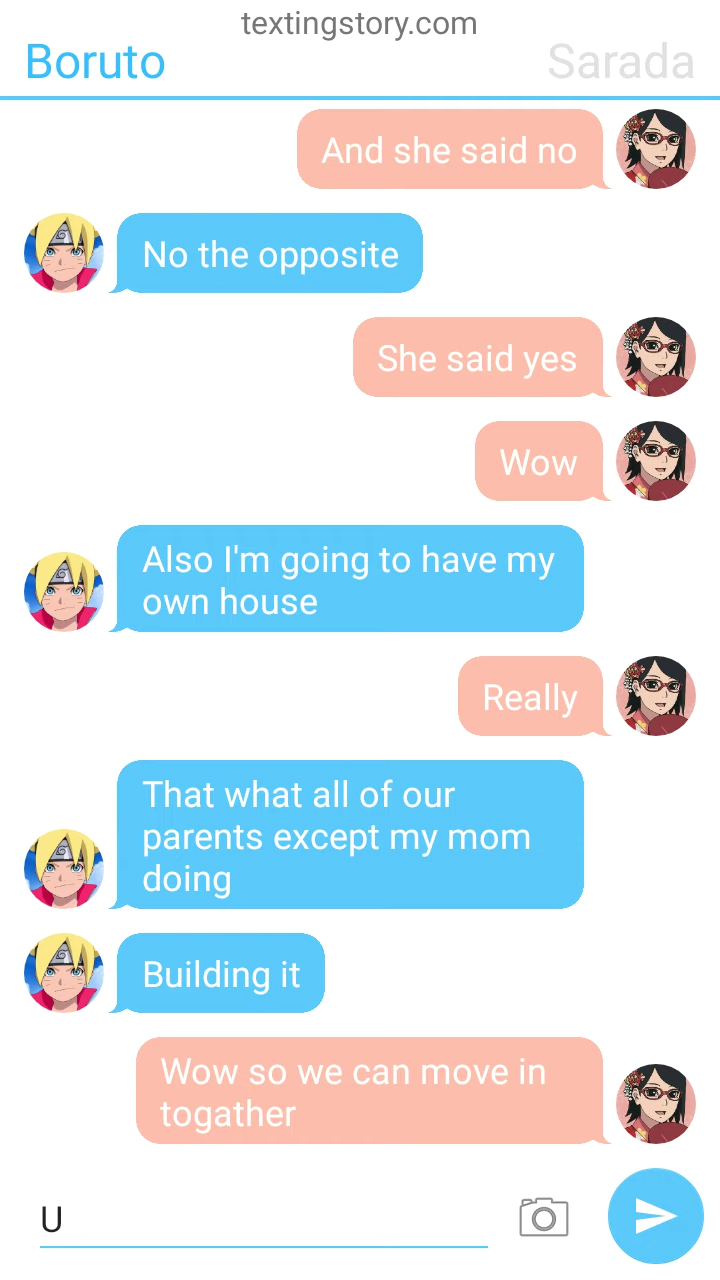 textingstory.com
Boruto
Sarada
And she said no
No the opposite
She said yes
Wow
Also I'm going to have my
own house
Really
That what all of our
parents except my mom
doing
Building it
Wow so we can move in
togather
U